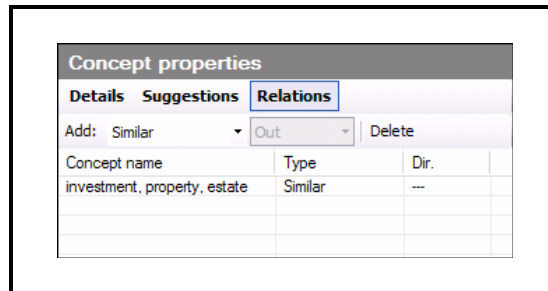 Concept properties
Details Suggestions Relations
Add: Similar Out Delete
Concept name Type Dir.
investment, property, estate Similar ---